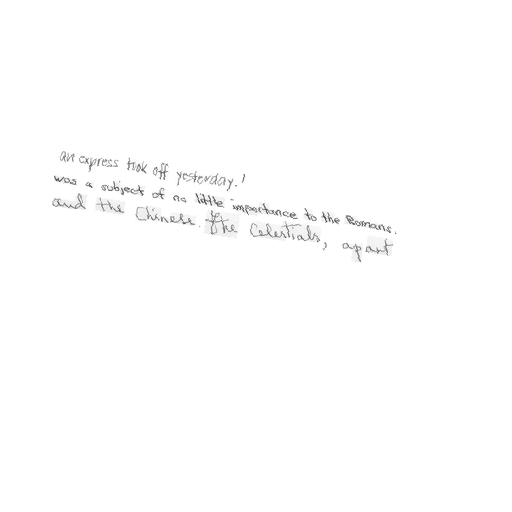 an express took off yesterday.!
was a subject of no little importance to the Romans.
and the Chinese. The Celestials, apart